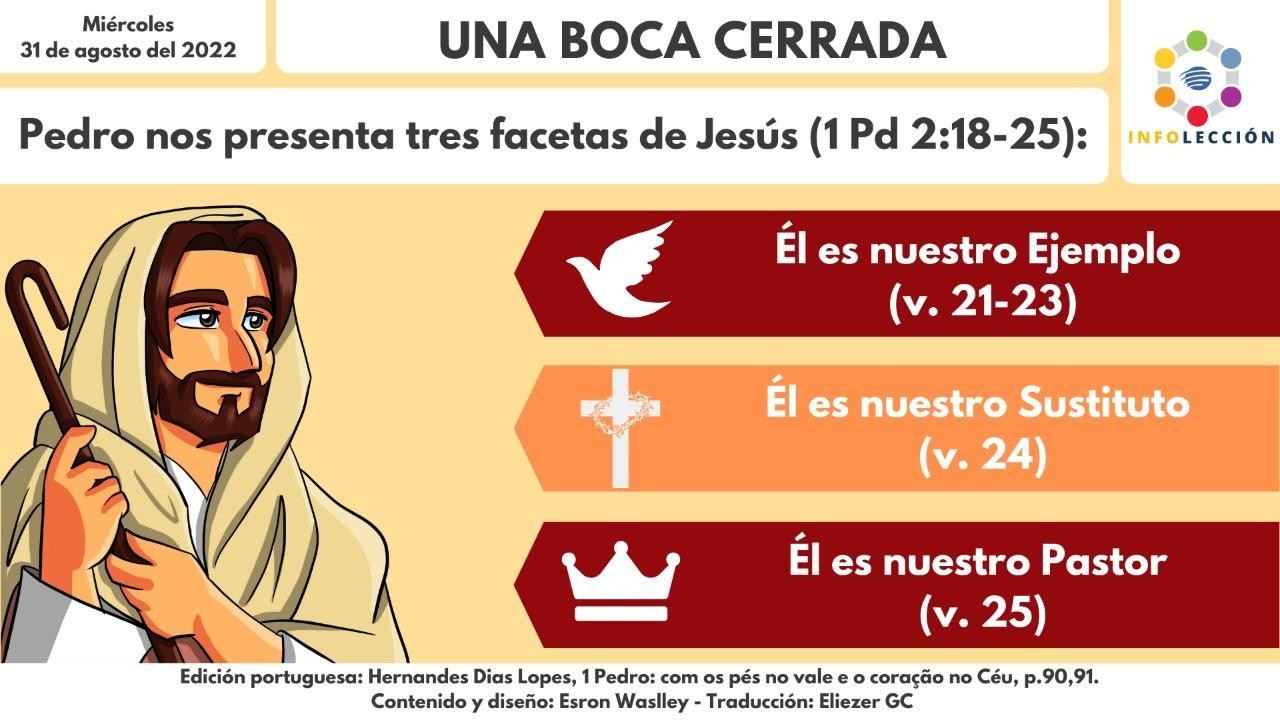 Miércoles
31 de agosto del 2022
UNA BOCA CERRADA
INFOLECCIÓN
Pedro nos presenta tres facetas de Jesús (1 Pd 2:18-25):
Él es nuestro Ejemplo
(v. 21-23)
Él es nuestro Sustituto
(v. 24)
Él es nuestro Pastor
(v. 25)
Edición portuguesa: Hernandes Dias Lopes, 1 Pedro: com os pés no vale e o coração no Céu, p.90,91.
Contenido y diseño: Esron Waslley - Traducción: Eliezer GC